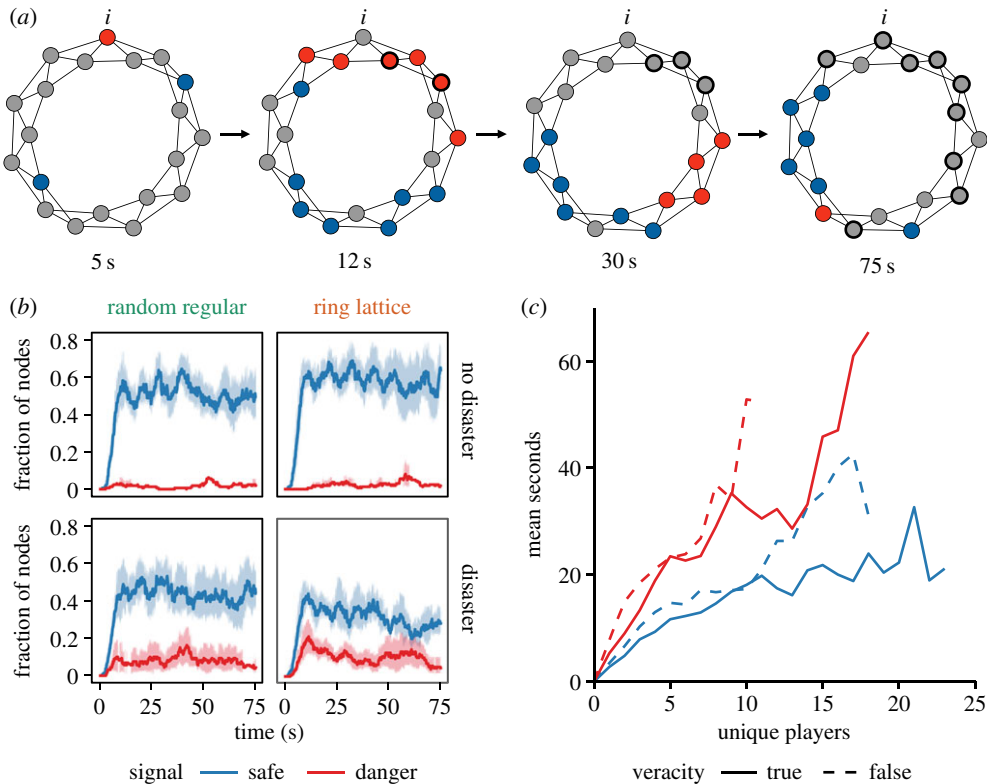 (a)
i
i
i
i
5 s
12 s
30 s
75 s
(b)
random regular
ring lattice
fraction of nodes
0.8
0.6
0.4
0.2
0
no disaster
fraction of nodes
0.8
0.6
0.4
0.2
0
disaster
0
25
50
75
0
25
50
75
time (s)
signal
safe
danger
(c)
mean seconds
60
40
20
0
0
5
10
15
20
25
unique players
veracity
true
false